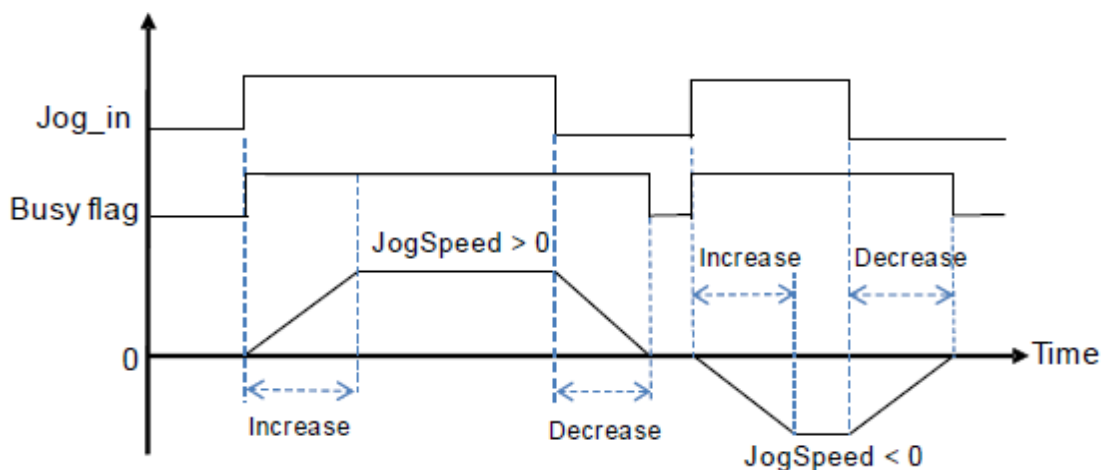 Jog_in
Busy flag
JogSpeed > 0
Increase
Decrease
0
Time
Increase
Decrease
JogSpeed < 0